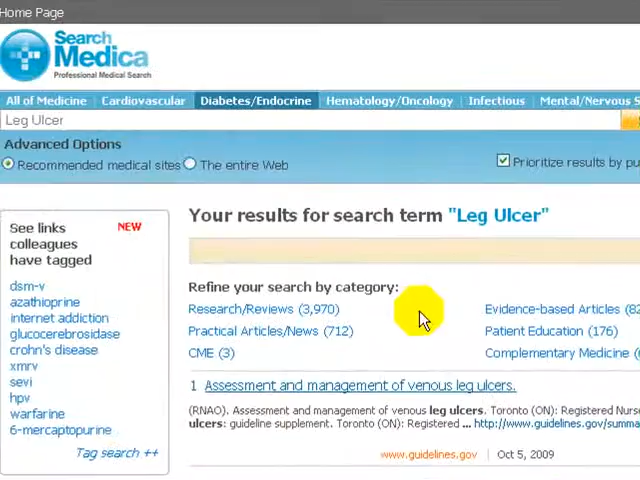 Home Page
Search
Medica
Professional Medical Search
All of Medicine Cardiovascular Diabetes/Endocrine Hematology/Oncology Infectious Mental/Nervous S
Leg Ulcer
Advanced Options
Recommended medical sites The entire Web Prioritize results by pu
See links
colleagues
have tagged
NEW
dsm-v
azathioprine
internet addiction
glucocerebrosidase
crohn's disease
xmrv
sevi
hpv
warfarine
6-mercaptopurine
Tag search ++
Your results for search term "Leg Ulcer"
Refine your search by category:
Research/Reviews (3,970) Evidence-based Articles (82
Practical Articles/News (712) Patient Education (176)
CME (3) Complementary Medicine (
1 Assessment and management of venous leg ulcers.
(RNAO). Assessment and management of venous leg ulcers. Toronto (ON): Registered Nurse
ulcers: guideline supplement. Toronto (ON): Registered ... http://www.guidelines.gov/summa
www.guidelines.gov Oct 5, 2009